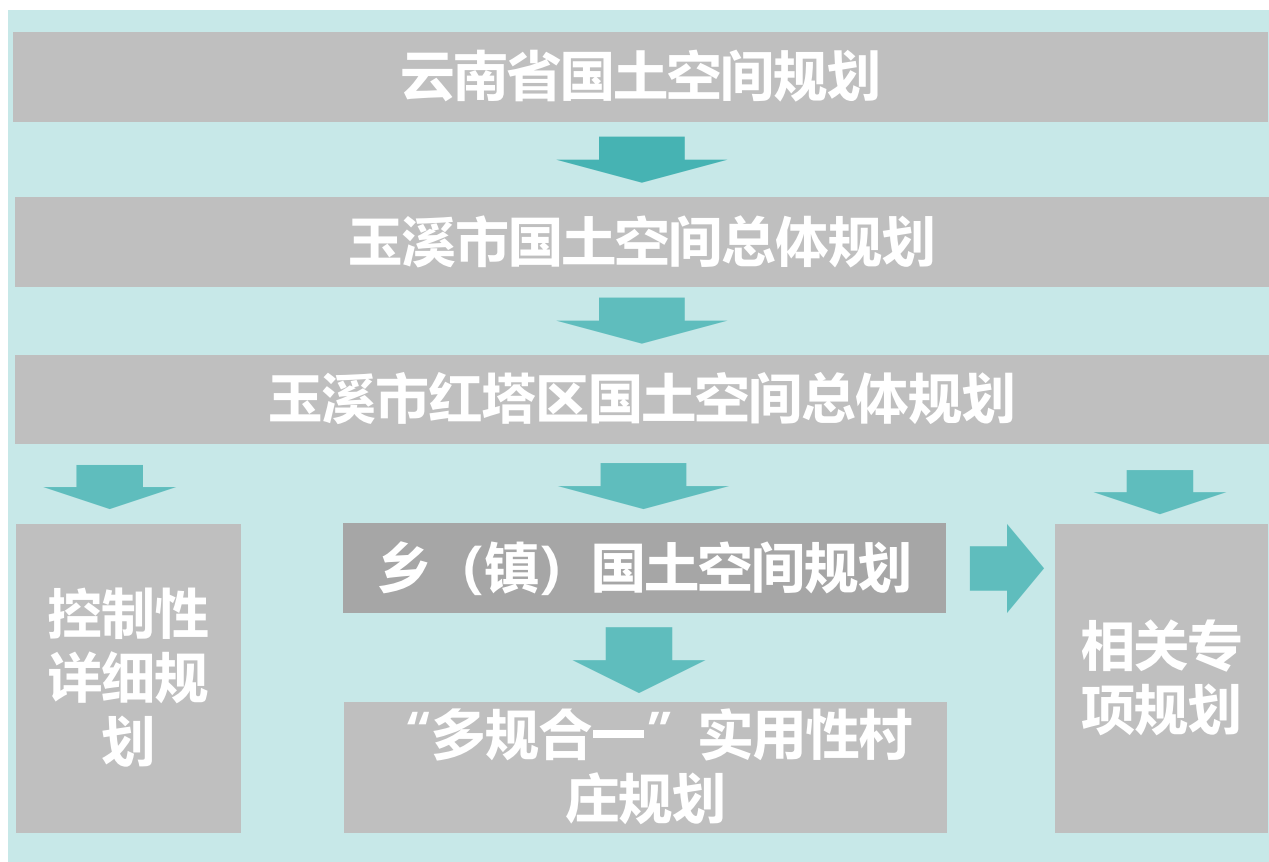 云南省国土空间规划
玉溪市国土空间总体规划
玉溪市红塔区国土空间总体规划
乡（镇）国土空间规划
控制性
详细规
划
相关专
项规划
“多规合一”实用性村
庄规划